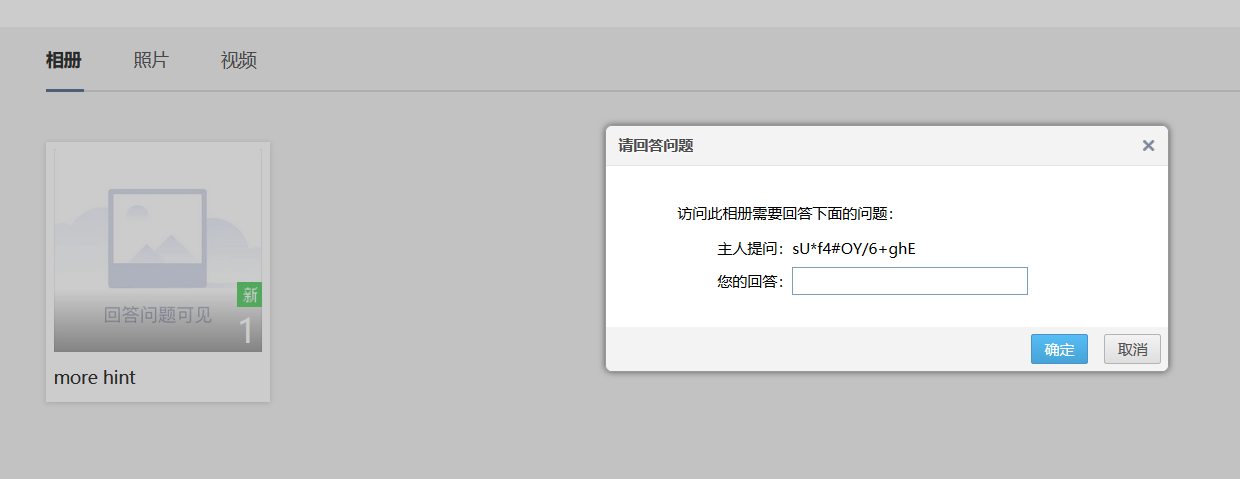 相册 照片 视频
回答问题可见
新
1
more hint
请回答问题
访问此相册需要回答下面的问题：
主人提问：sU*f4#OY/6+ghE
您的回答：
确定 取消